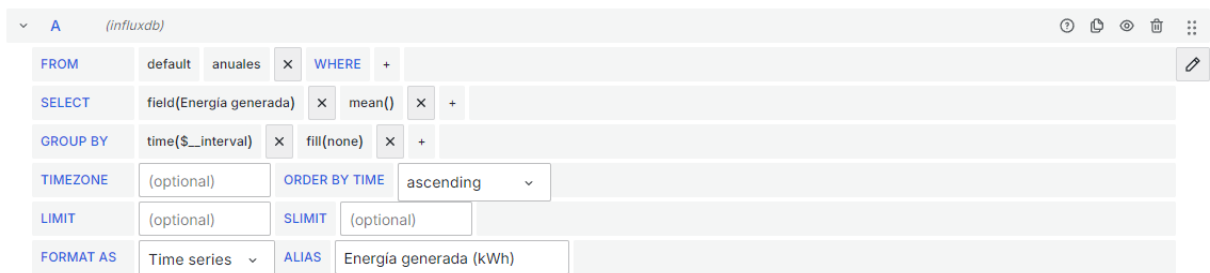 A (influxdb)
FROM default anuales WHERE +
SELECT field(Energía generada) mean() +
GROUP BY time($__interval) fill(none) +
TIMEZONE (optional) ORDER BY TIME ascending
LIMIT (optional) SLIMIT (optional)
FORMAT AS Time series ALIAS Energía generada (kWh)